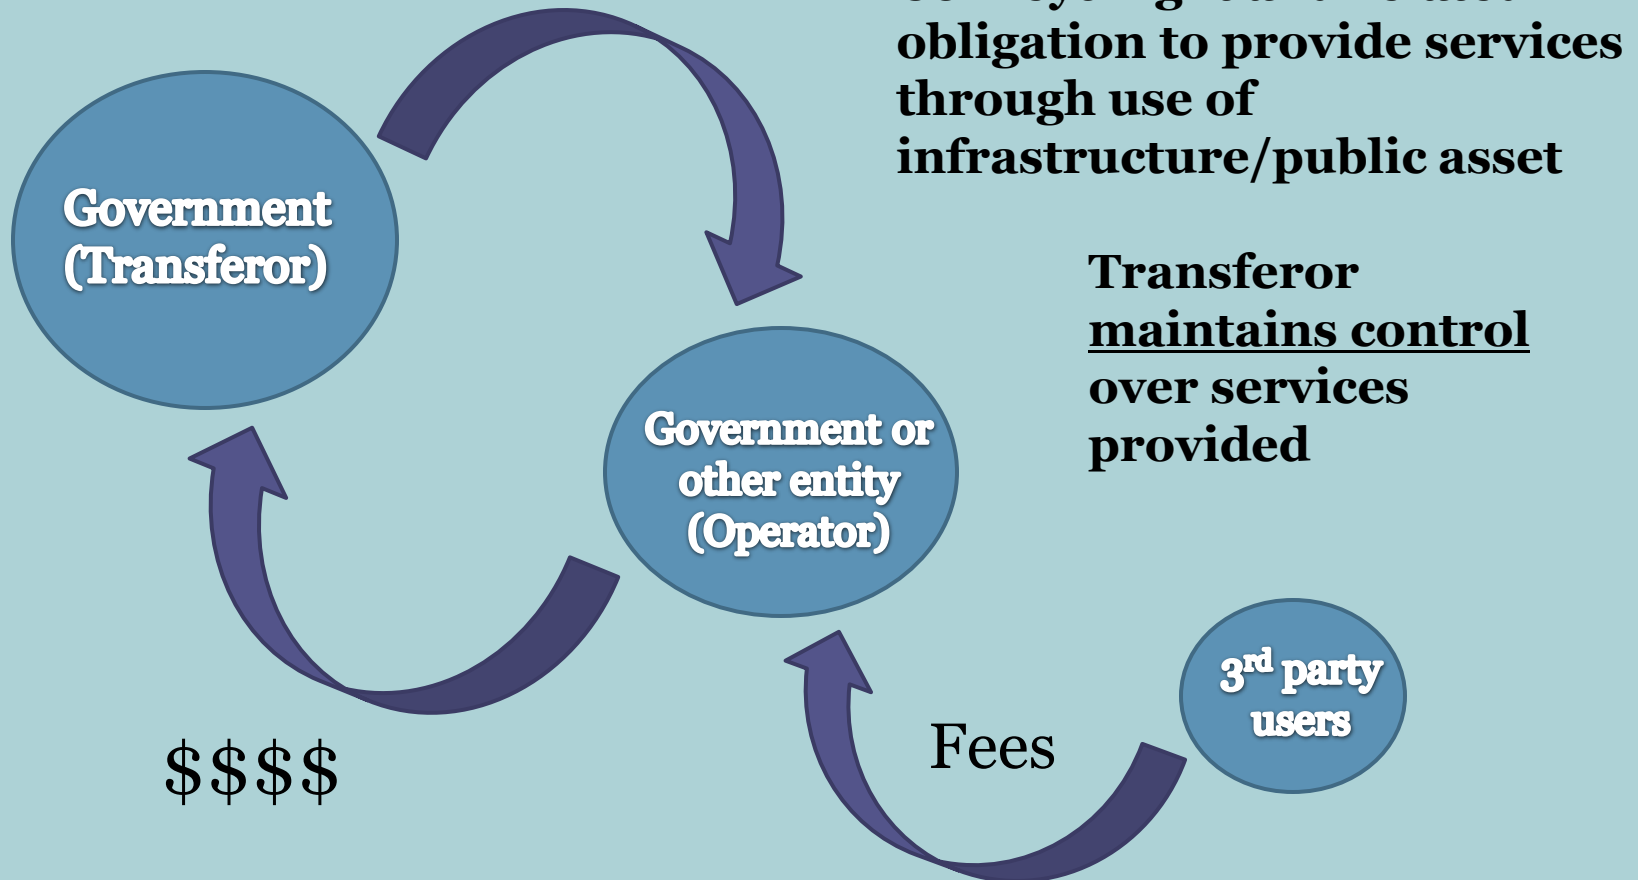 obligation to provide services
through use of
infrastructure/public asset
Government
(Transferor)
Transferor
maintains control
over services
provided
Government or
other entity
(Operator)
3rd party
users
Fees
$$$$